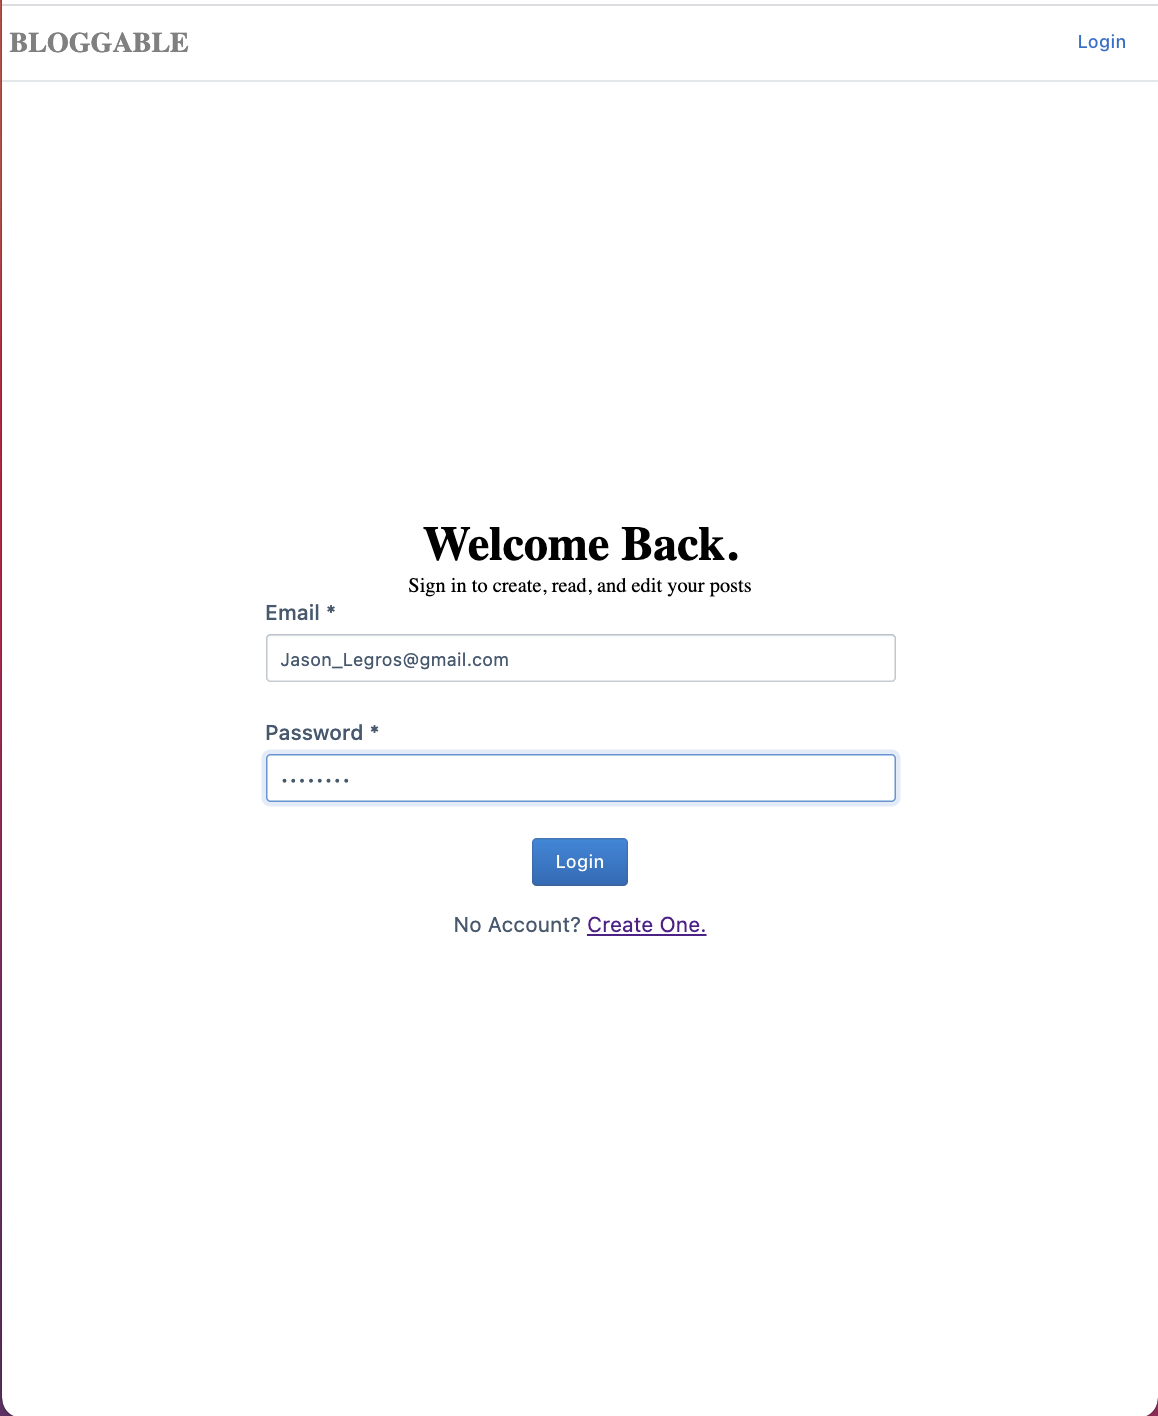 BLOGGABLE
Login
Welcome Back.
Sign in to create, read, and edit your posts
Email *
Jason_Legros@gmail.com
Password *
••••••••
Login
No Account? Create One.